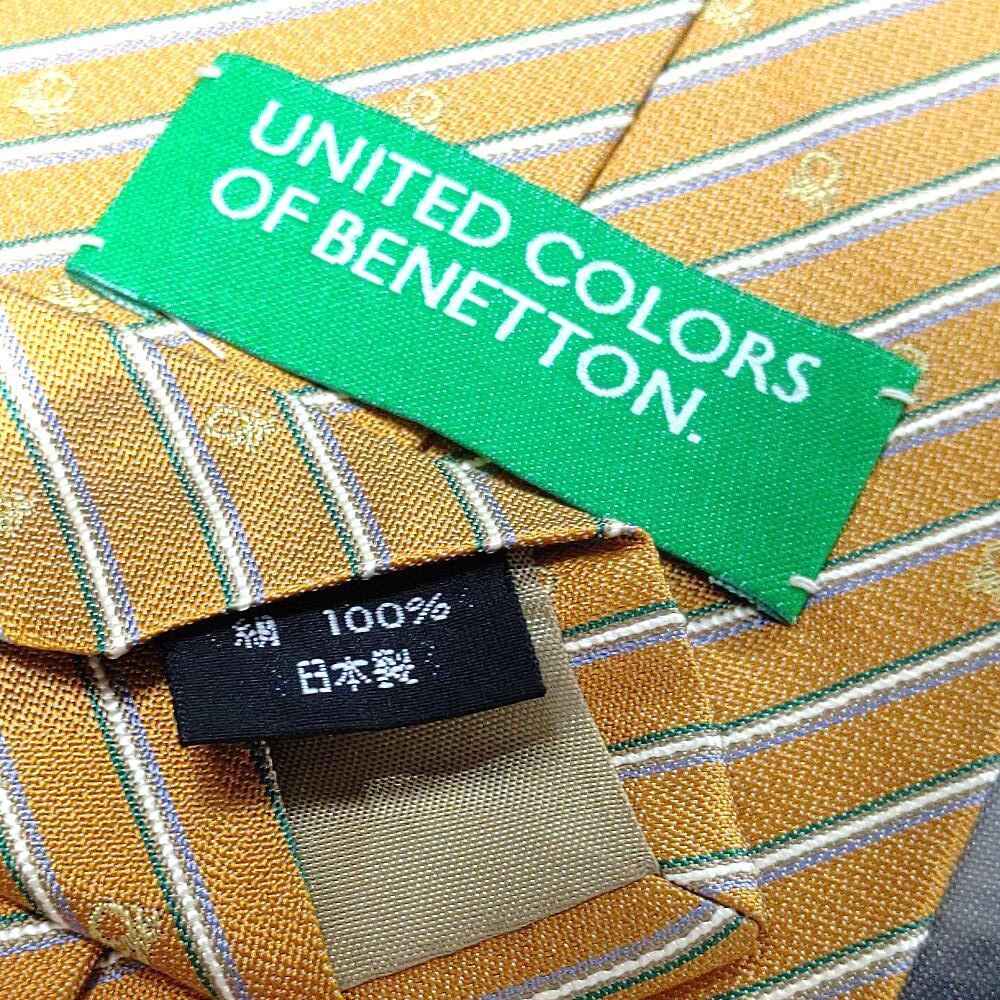 UNITED COLORS
OF BENETTON.
絹 100%
日本製